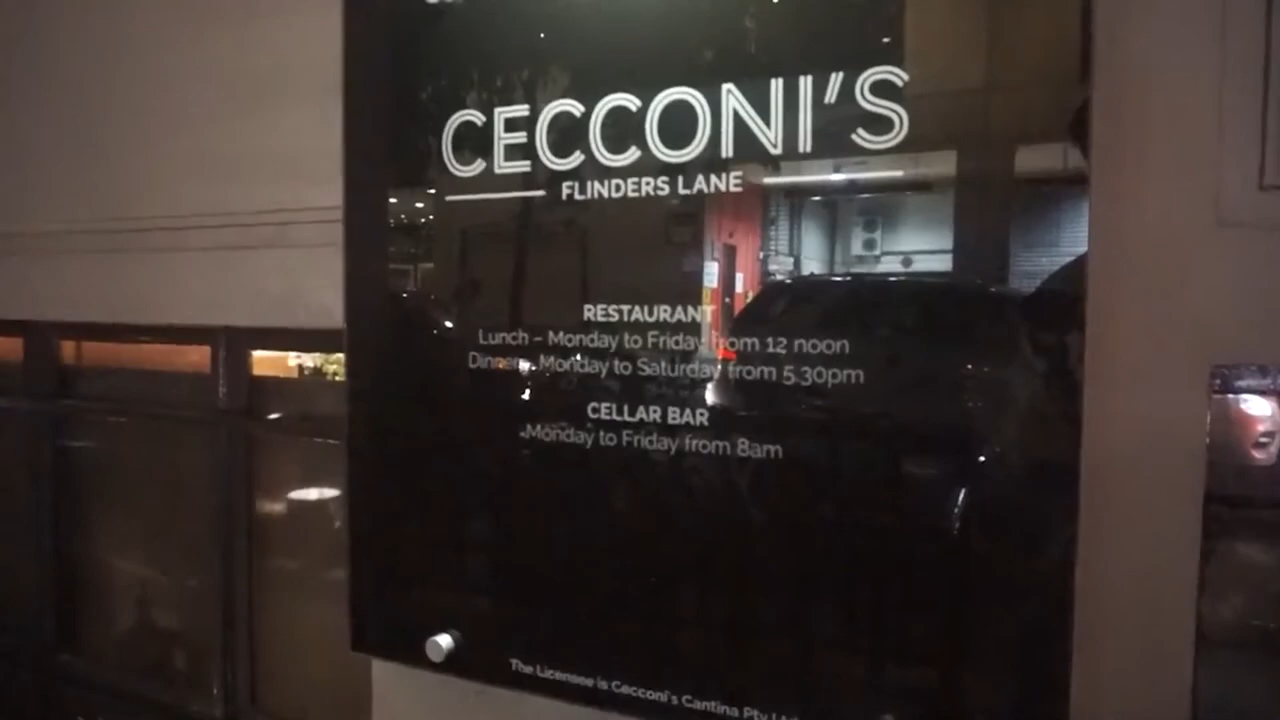 CECCONI'S
FLINDERS LANE
RESTAURANT
Lunch – Monday to Friday from 12 noon
Dinner – Monday to Saturday from 5.30pm
CELLAR BAR
Monday to Friday from 8am
The Licensee is Cecconi's Cantina Pty Ltd